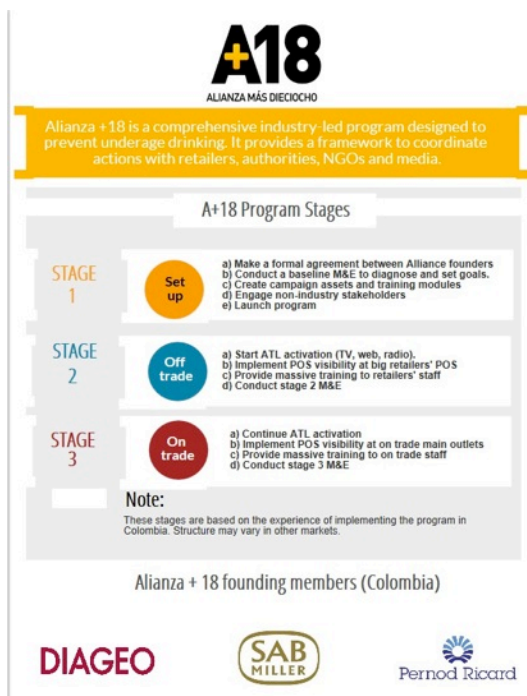 A+18
ALIANZA MÁS DIECIOCHO
Alianza +18 is a comprehensive industry-led program designed to
prevent underage drinking. It provides a framework to coordinate
actions with retailers, authorities, NGOs and media.
A+18 Program Stages
STAGE
1
Set
up
a) Make a formal agreement between Alliance founders
b) Conduct a baseline M&E to diagnose and set goals.
c) Create campaign assets and training modules
d) Engage non-industry stakeholders
e) Launch program
STAGE
2
Off
trade
a) Start ATL activation (TV, web, radio).
b) Implement POS visibility at big retailers' POS
c) Provide massive training to retailers' staff
d) Conduct stage 2 M&E
STAGE
3
On
trade
a) Continue ATL activation
b) Implement POS visibility at on trade main outlets
c) Provide massive training to on trade staff
d) Conduct stage 3 M&E
Note:
These stages are based on the experience of implementing the program in
Colombia. Structure may vary in other markets.
Alianza + 18 founding members (Colombia)
DIAGEO
SAB
MILLER
Pernod Ricard